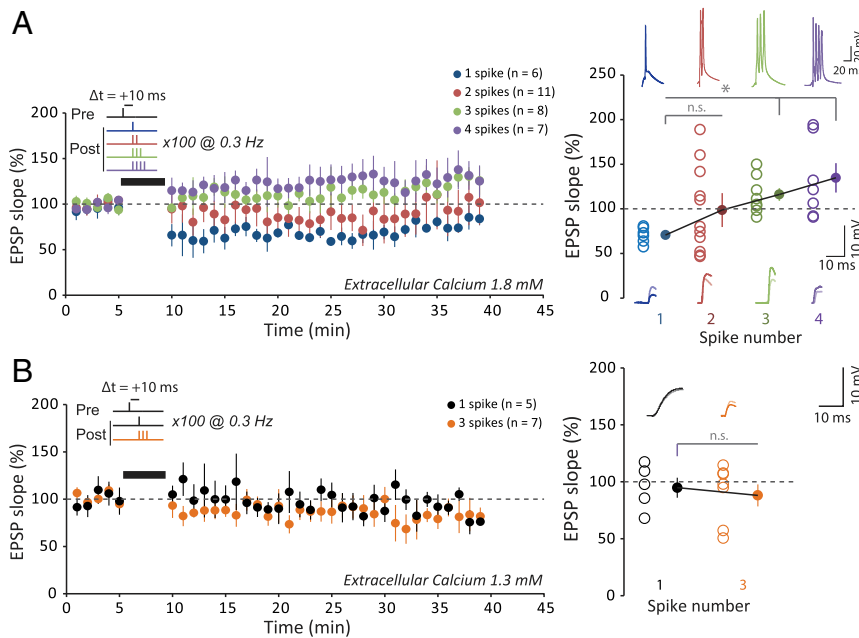 A
Δt = +10 ms
Pre
Post
x100 @ 0.3 Hz
1 spike (n = 6)
2 spikes (n = 11)
3 spikes (n = 8)
4 spikes (n = 7)
EPSP slope (%)
200
150
100
50
0
Extracellular Calcium 1.8 mM
0 5 10 15 20 25 30 35 40 45
Time (min)
20 mV
20 ms
EPSP slope (%)
250
200
150
100
50
0
*
n.s.
10 mV
10 ms
1 2 3 4
Spike number
B
Δt = +10 ms
Pre
Post
x100 @ 0.3 Hz
1 spike (n = 5)
3 spikes (n = 7)
EPSP slope (%)
200
150
100
50
0
Extracellular Calcium 1.3 mM
0 5 10 15 20 25 30 35 40 45
Time (min)
EPSP slope (%)
200
150
100
50
0
10 mV
10 ms
n.s.
1 3
Spike number